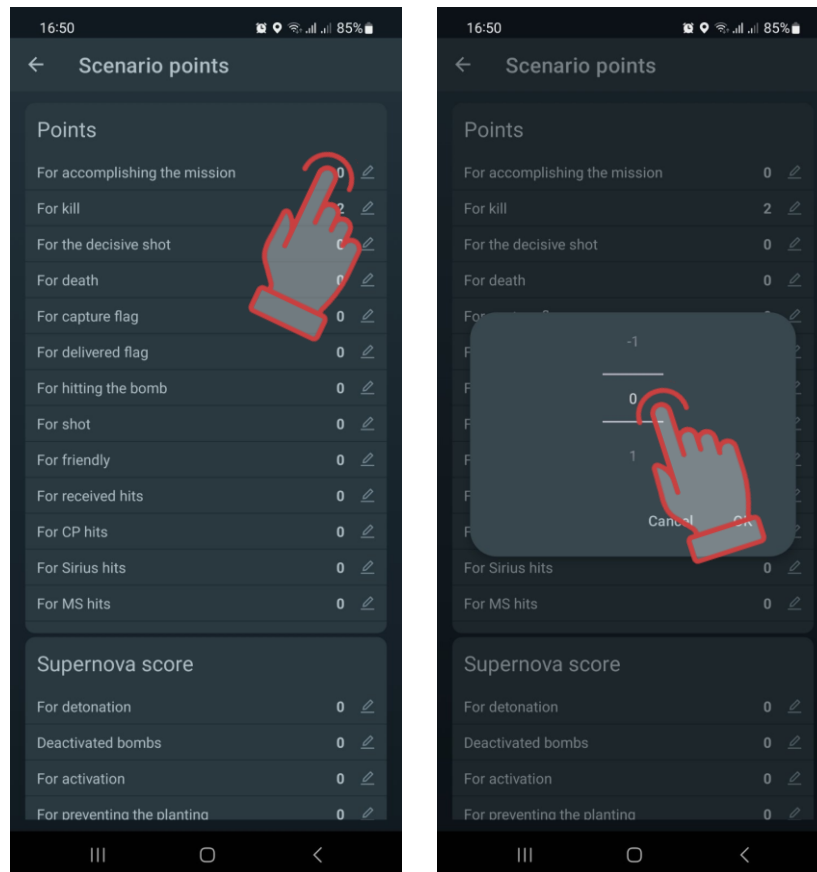 16:50
85%
Scenario points
Points
For accomplishing the mission 0
For kill 2
For the decisive shot 0
For death 0
For capture flag 0
For delivered flag 0
For hitting the bomb 0
For shot 0
For friendly 0
For received hits 0
For CP hits 0
For Sirius hits 0
For MS hits 0
Supernova score
For detonation 0
Deactivated bombs 0
For activation 0
For preventing the planting 0
16:50
85%
Scenario points
Points
For accomplishing the mission 0
For kill 2
For the decisive shot 0
For death 0
-1
0
1
Cancel OK
For Sirius hits 0
For MS hits 0
Supernova score
For detonation 0
Deactivated bombs 0
For activation 0
For preventing the planting 0